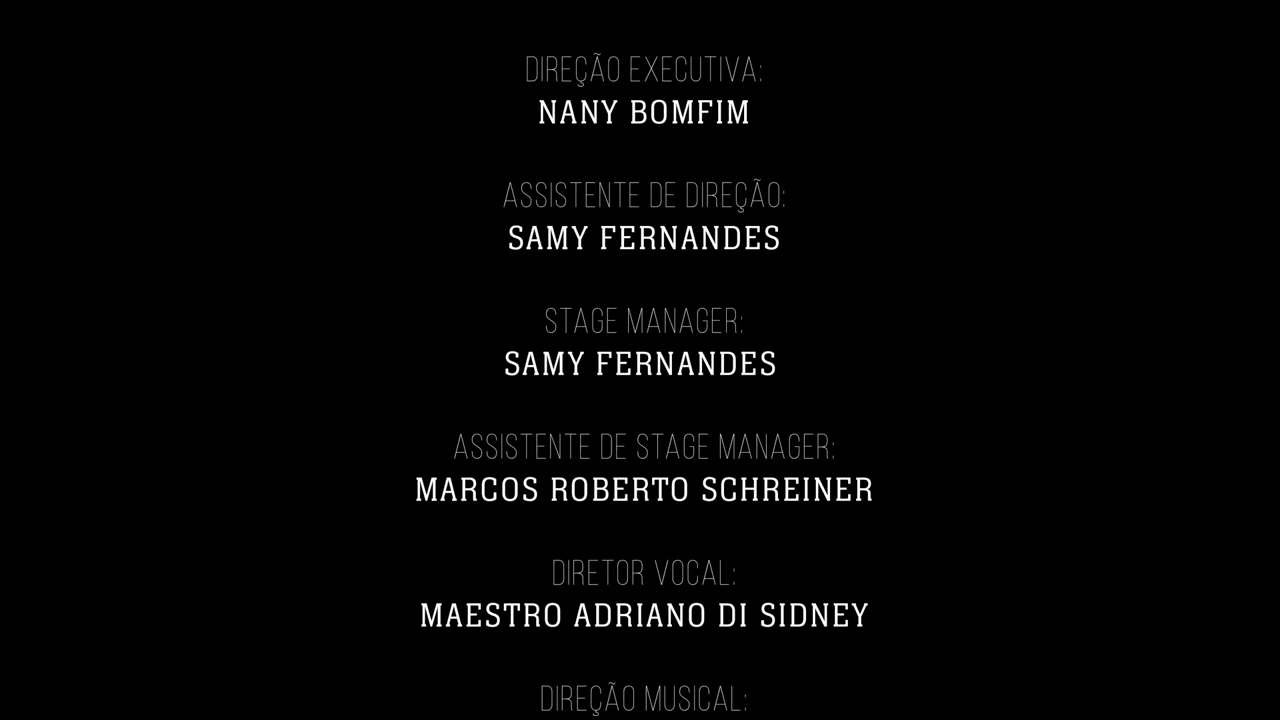 DIREÇÃO EXECUTIVA:
NANY BOMFIM
ASSISTENTE DE DIREÇÃO:
SAMY FERNANDES
STAGE MANAGER:
SAMY FERNANDES
ASSISTENTE DE STAGE MANAGER:
MARCOS ROBERTO SCHREINER
DIRETOR VOCAL:
MAESTRO ADRIANO DI SIDNEY
DIREÇÃO MUSICAL: